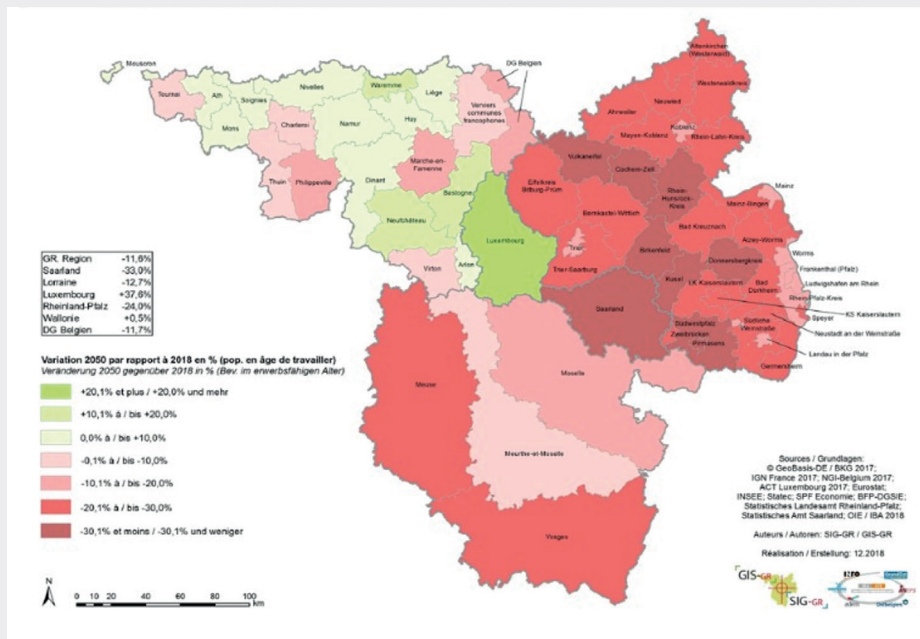 Mouscron
Tournai
Ath
Soignies
Mons
Nivelles
Waremme
Liège
Huy
Namur
Charleroi
Thuin
Philippeville
Dinant
Marche-en-
Famenne
Verviers
communes
francophones
DG Belgien
Bastogne
Neufchâteau
Virton
Arlon
Luxembourg
Altenkirchen
(Westerwald)
Westerwaldkreis
Neuwied
Ahrweiler
Mayen-Koblenz
Koblenz
Rhein-Lahn-Kreis
Vulkaneifel
Cochem-Zell
Eifelkreis
Bitburg-Prüm
Rhein-
Hunsrück-
Kreis
Mainz
Mainz-Bingen
Bernkastel-Wittlich
Bad Kreuznach
Alzey-Worms
Trier
Trier-Saarburg
Birkenfeld
Donnersbergkreis
Worms
Frankenthal (Pfalz)
Ludwigshafen am Rhein
Rhein-Pfalz-Kreis
Kusel
LK Kaiserslautern
Bad
Dürkheim
Speyer
KS Kaiserslautern
Neustadt an der Weinstraße
Saarland
Südwestpfalz
Zweibrücken
Pirmasens
Südliche
Weinstraße
Landau in der Pfalz
Germersheim
Meuse
Moselle
Meurthe-et-Moselle
Vosges
GR. Region -11,6%
Saarland -33,0%
Lorraine -12,7%
Luxembourg +37,6%
Rheinland-Pfalz -24,0%
Wallonie +0,5%
DG Belgien -11,7%
Variation 2050 par rapport à 2018 en % (pop. en âge de travailler)
Veränderung 2050 gegenüber 2018 in % (Bev. im erwerbsfähigen Alter)
+20,1% et plus / +20,0% und mehr
+10,1% à / bis +20,0%
0,0% à / bis +10,0%
-0,1% à / bis -10,0%
-10,1% à / bis -20,0%
-20,1% à / bis -30,0%
-30,1% et moins / -30,1% und weniger
N
0 20 40 60 80 100
km
Sources / Grundlagen:
© GeoBasis-DE / BKG 2017;
IGN France 2017; NGI-Belgium 2017;
ACT Luxembourg 2017; Eurostat;
INSEE; Statec; SPF Economie; BFP-DGSIE;
Statistisches Landesamt Rheinland-Pfalz;
Statistisches Amt Saarland; OIE / IBA 2018
Auteurs / Autoren: SIG-GR / GIS-GR
Réalisation / Erstellung: 12.2018
GIS-GR
SIG-GR